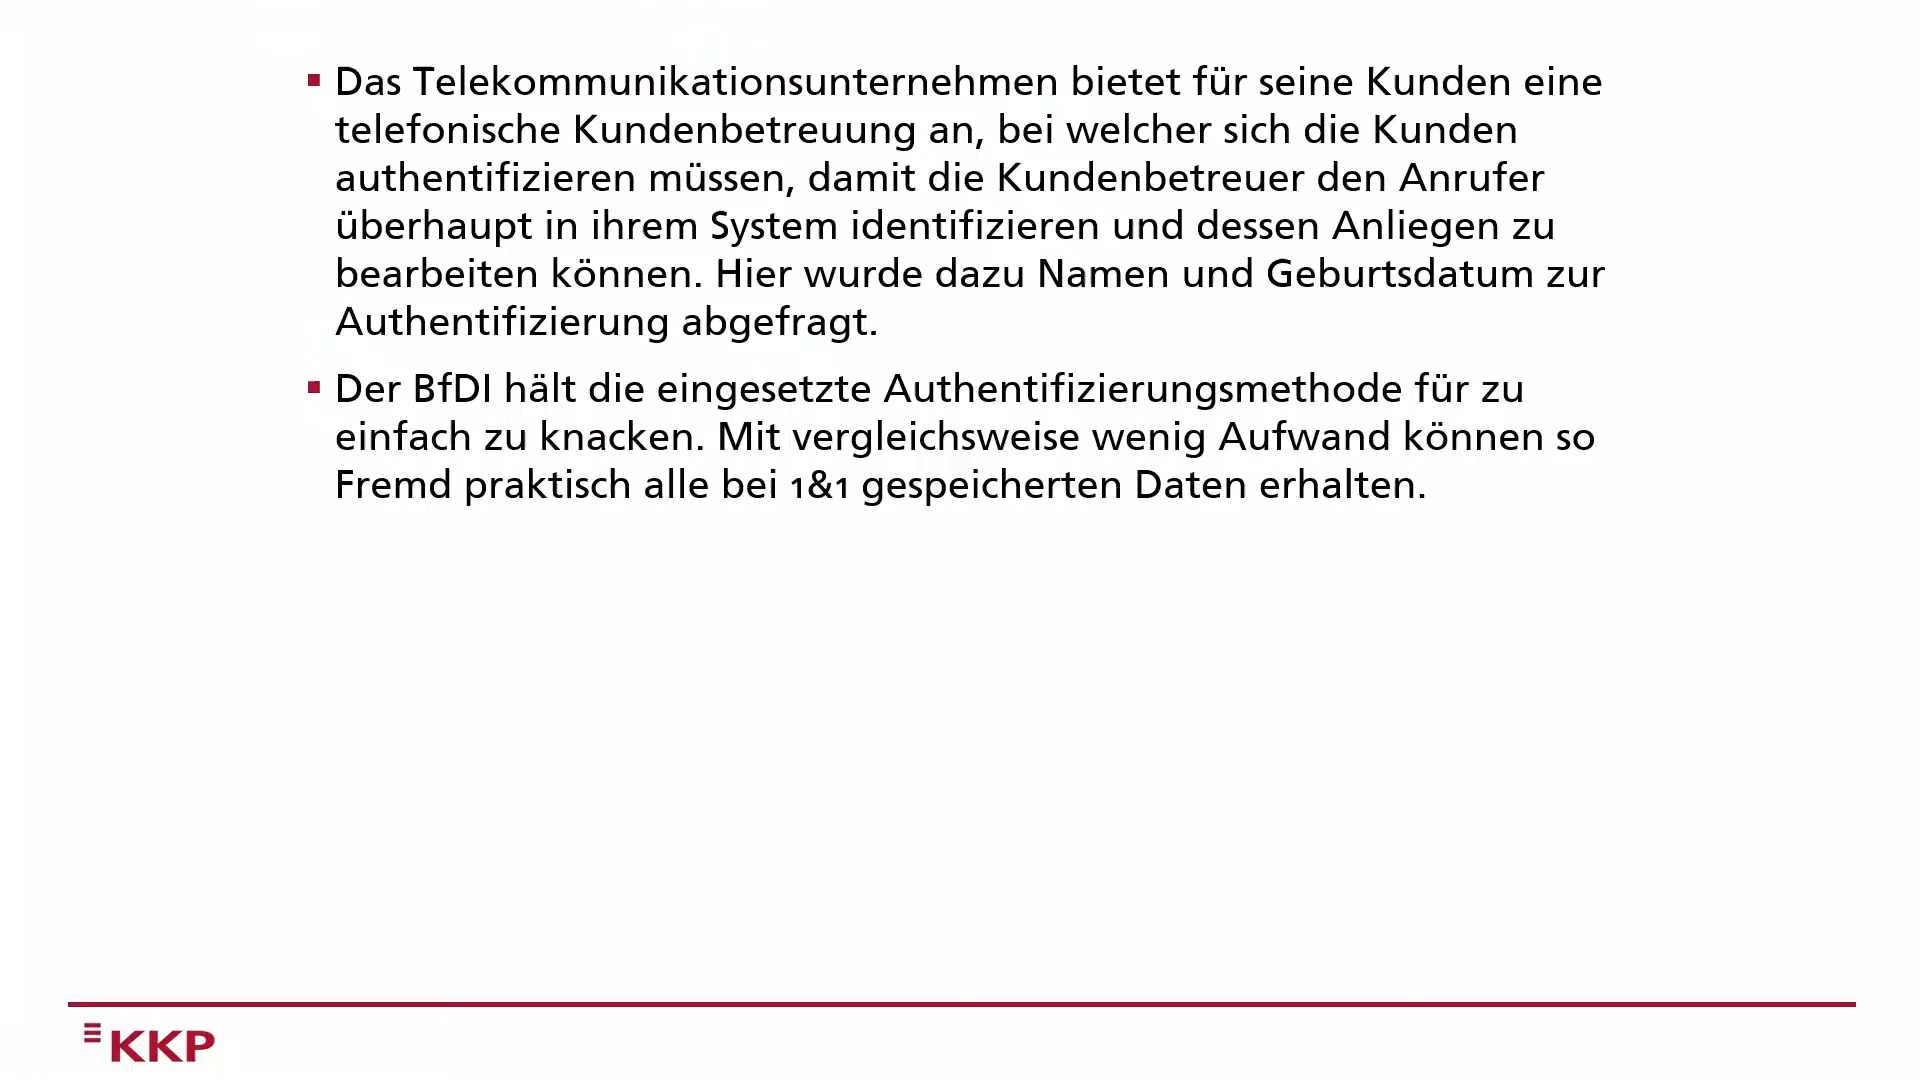 Das Telekommunikationsunternehmen bietet für seine Kunden eine
telefonische Kundenbetreuung an, bei welcher sich die Kunden
authentifizieren müssen, damit die Kundenbetreuer den Anrufer
überhaupt in ihrem System identifizieren und dessen Anliegen zu
bearbeiten können. Hier wurde dazu Namen und Geburtsdatum zur
Authentifizierung abgefragt.
Der BfDI hält die eingesetzte Authentifizierungsmethode für zu
einfach zu knacken. Mit vergleichsweise wenig Aufwand können so
Fremd praktisch alle bei 1&1 gespeicherten Daten erhalten.
KKP